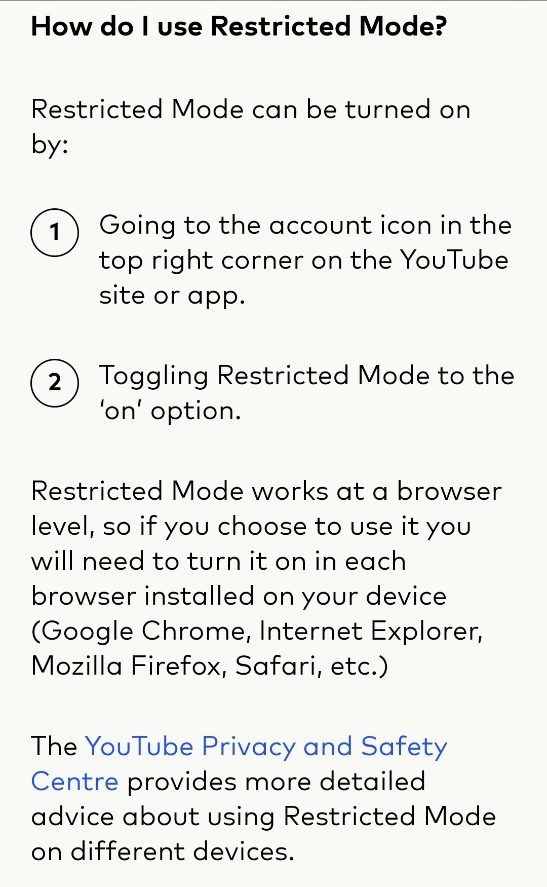 How do I use Restricted Mode?
Restricted Mode can be turned on
by:
1 Going to the account icon in the
top right corner on the YouTube
site or app.
2 Toggling Restricted Mode to the
‘on’ option.
Restricted Mode works at a browser
level, so if you choose to use it you
will need to turn it on in each
browser installed on your device
(Google Chrome, Internet Explorer,
Mozilla Firefox, Safari, etc.)
The YouTube Privacy and Safety
Centre provides more detailed
advice about using Restricted Mode
on different devices.